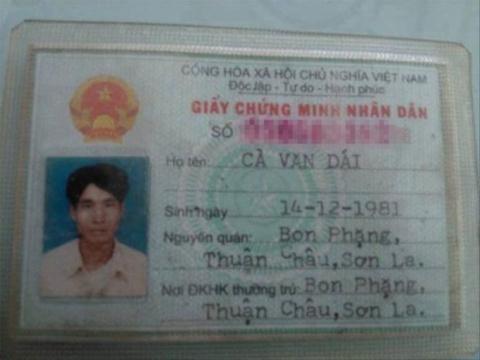 CỘNG HÒA XÃ HỘI CHỦ NGHĨA VIỆT NAM
Độc lập - Tự do - Hạnh phúc
GIẤY CHỨNG MINH NHÂN DÂN
SỐ
Họ tên: CÀ VAN DÁI
Sinh ngày 14-12-1981
Nguyên quán: Bon Phặng,
Thuận Châu, Sơn La.
Nơi ĐKHK thường trú: Bon Phặng,
Thuận Châu, Sơn La.